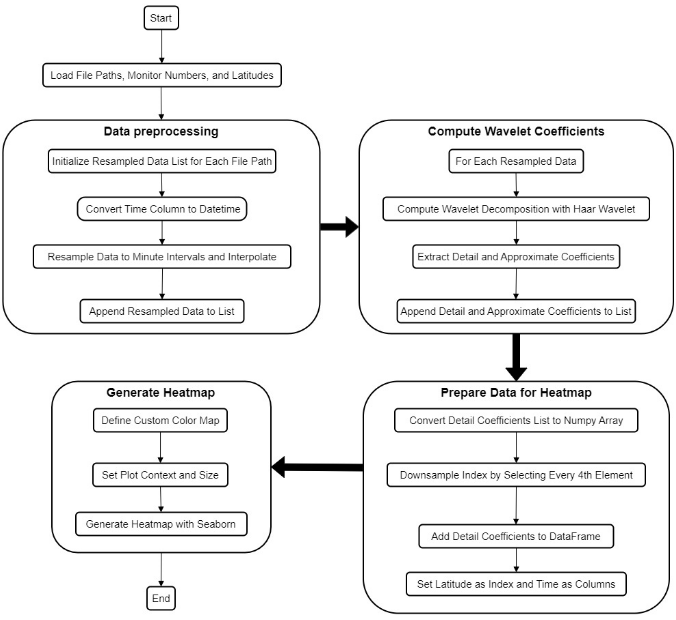 Start
Load File Paths, Monitor Numbers, and Latitudes
Data preprocessing
Initialize Resampled Data List for Each File Path
Convert Time Column to Datetime
Resample Data to Minute Intervals and Interpolate
Append Resampled Data to List
Compute Wavelet Coefficients
For Each Resampled Data
Compute Wavelet Decomposition with Haar Wavelet
Extract Detail and Approximate Coefficients
Append Detail and Approximate Coefficients to List
Prepare Data for Heatmap
Convert Detail Coefficients List to Numpy Array
Downsample Index by Selecting Every 4th Element
Add Detail Coefficients to DataFrame
Set Latitude as Index and Time as Columns
Generate Heatmap
Define Custom Color Map
Set Plot Context and Size
Generate Heatmap with Seaborn
End